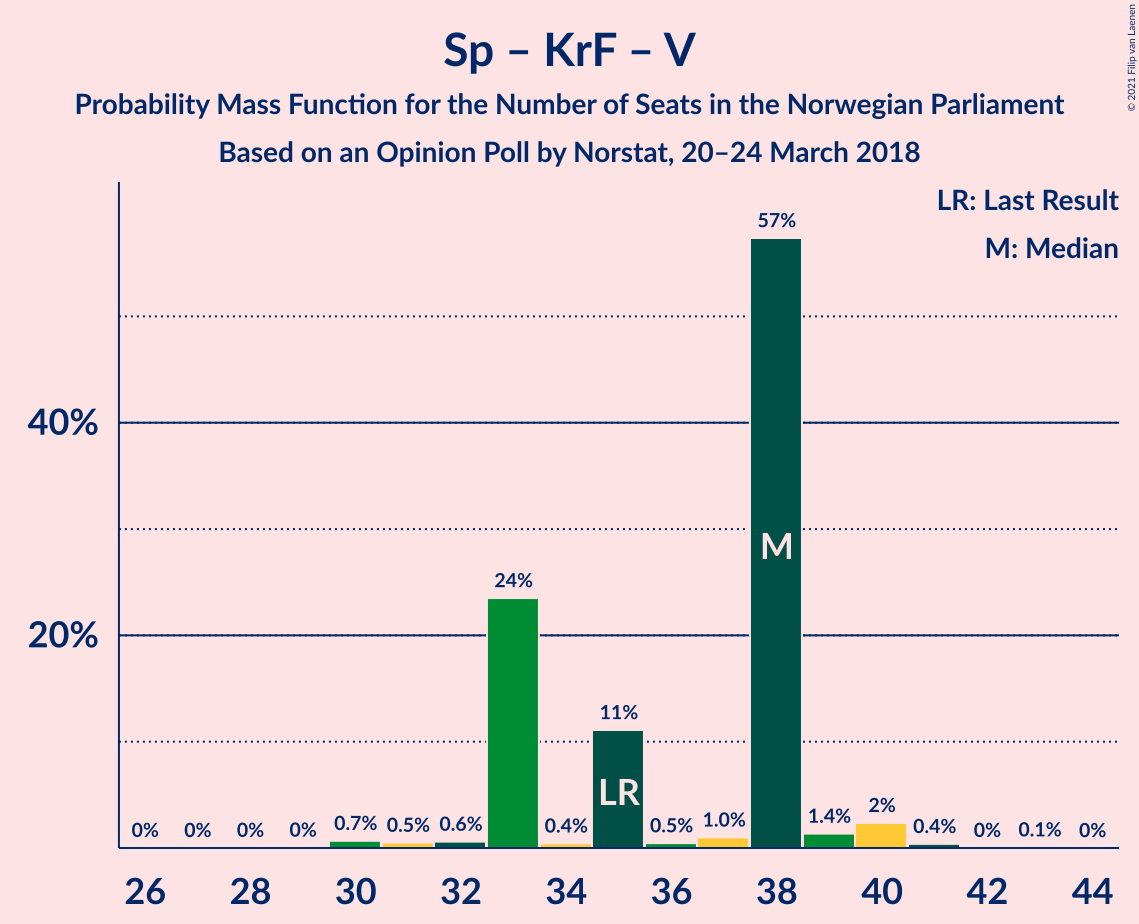 Sp – KrF – V
Probability Mass Function for the Number of Seats in the Norwegian Parliament
Based on an Opinion Poll by Norstat, 20–24 March 2018
© 2021 Filip van Laenen
LR: Last Result
M: Median
57%
40%
M
24%
20%
11%
LR
0% 0% 0% 0% 0.7% 0.5% 0.6% 0.4% 0.5% 1.0% 1.4% 2% 0.4% 0% 0.1% 0%
26 28 30 32 34 36 38 40 42 44